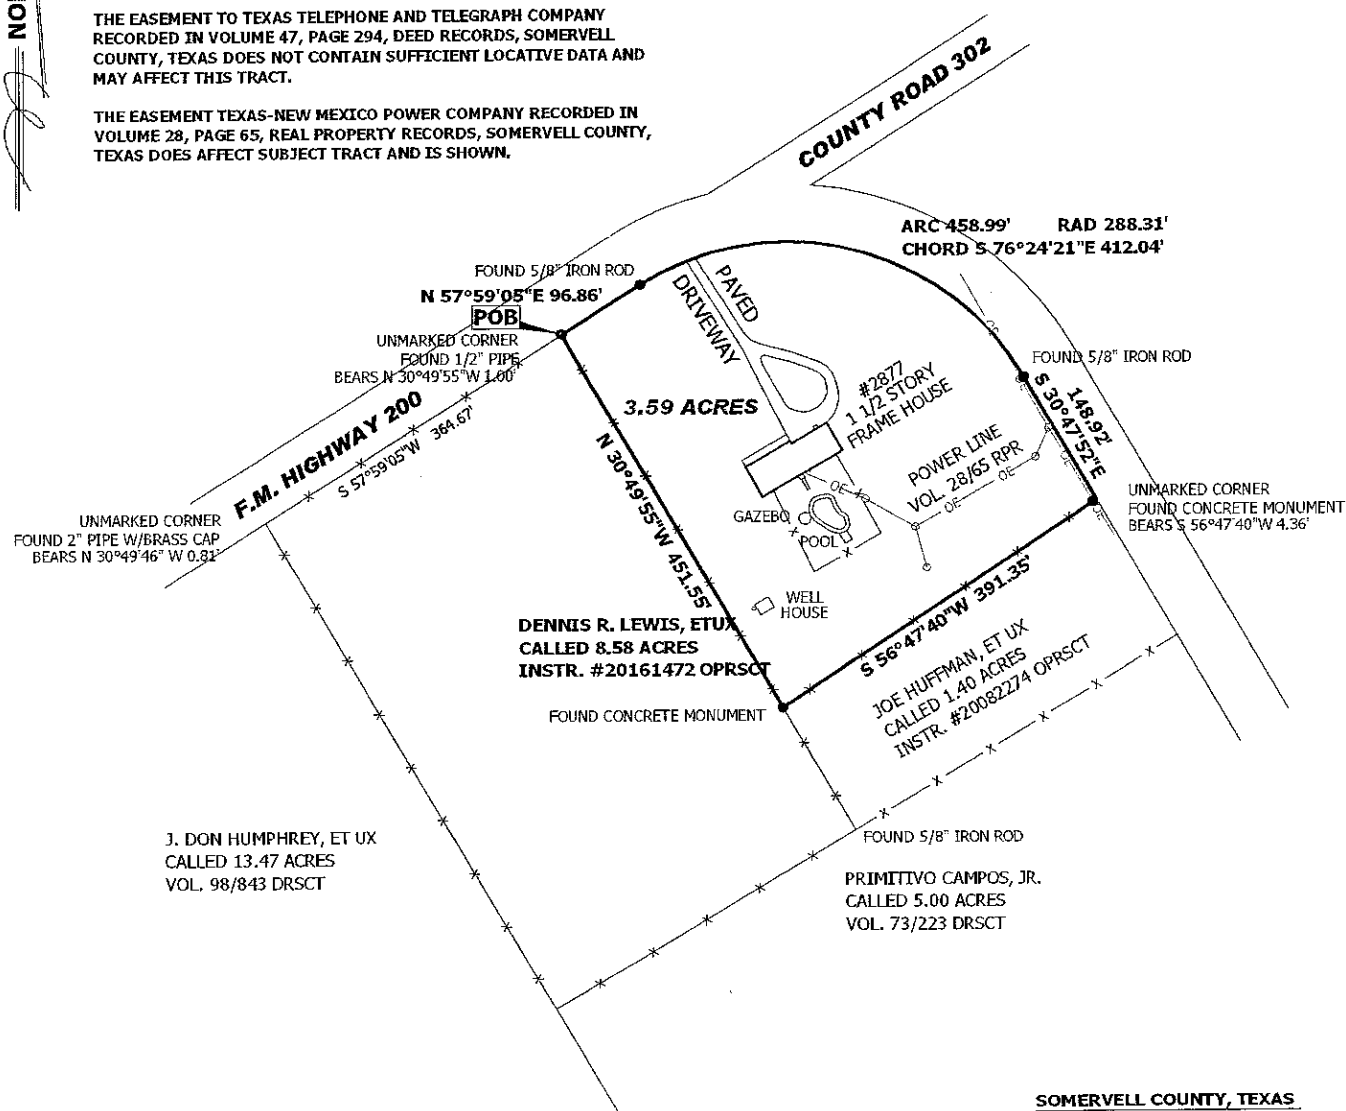 NO
THE EASEMENT TO TEXAS TELEPHONE AND TELEGRAPH COMPANY
RECORDED IN VOLUME 47, PAGE 294, DEED RECORDS, SOMERVELL
COUNTY, TEXAS DOES NOT CONTAIN SUFFICIENT LOCATIVE DATA AND
MAY AFFECT THIS TRACT.
THE EASEMENT TEXAS-NEW MEXICO POWER COMPANY RECORDED IN
VOLUME 28, PAGE 65, REAL PROPERTY RECORDS, SOMERVELL COUNTY,
TEXAS DOES AFFECT SUBJECT TRACT AND IS SHOWN.
COUNTY ROAD 302
ARC 458.99' RAD 288.31'
CHORD S 76°24'21"E 412.04'
FOUND 5/8" IRON ROD
N 57°59'05"E 96.86'
POB
UNMARKED CORNER
FOUND 1/2" PIPE
BEARS N 30°49'55"W 1.00'
PAVED
DRIVEWAY
FOUND 5/8" IRON ROD
148.92'
S 30°47'52"E
#2877
1 1/2 STORY
FRAME HOUSE
3.59 ACRES
F.M. HIGHWAY 200
S 57°59'05"W 364.67'
N 30°49'55"W 451.55'
POWER LINE
VOL. 28/65 RPR
OE
OE
OE
OE
OE
OE
OE
UNMARKED CORNER
FOUND CONCRETE MONUMENT
BEARS S 56°47'40"W 4.36'
UNMARKED CORNER
FOUND 2" PIPE W/BRASS CAP
BEARS N 30°49'46" W 0.81'
GAZEBO
POOL
WELL
HOUSE
DENNIS R. LEWIS, ETUX
CALLED 8.58 ACRES
INSTR. #20161472 OPRSCT
S 56°47'40"W 391.35'
JOE HUFFMAN, ET UX
CALLED 1.40 ACRES
INSTR. #20082274 OPRSCT
FOUND CONCRETE MONUMENT
J. DON HUMPHREY, ET UX
CALLED 13.47 ACRES
VOL. 98/843 DRSCT
FOUND 5/8" IRON ROD
PRIMITIVO CAMPOS, JR.
CALLED 5.00 ACRES
VOL. 73/223 DRSCT
SOMERVELL COUNTY, TEXAS